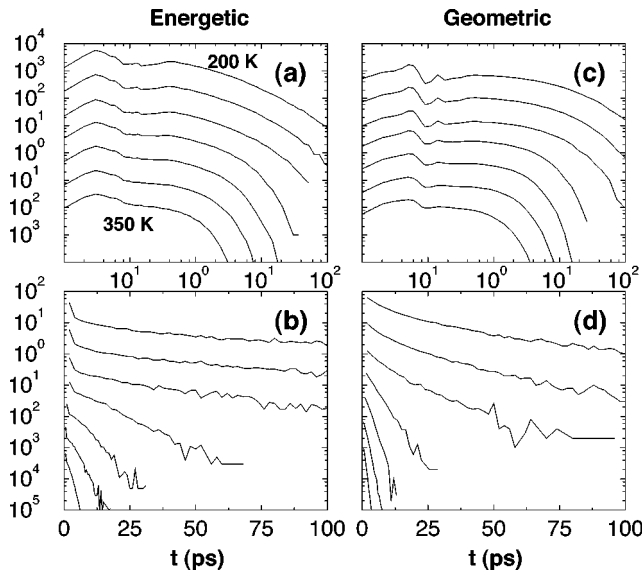 Energetic Geometric
10⁴
10³
10²
10¹
10⁰
10¹
10²
10³
(a)
200 K
350 K
(c)
10¹ 10⁰ 10¹ 10² 10¹ 10⁰ 10¹ 10²
10¹
10⁰
10¹
10²
10³
10⁴
10⁵
(b)
(d)
0 25 50 75 100 0 25 50 75 100
t (ps) t (ps)